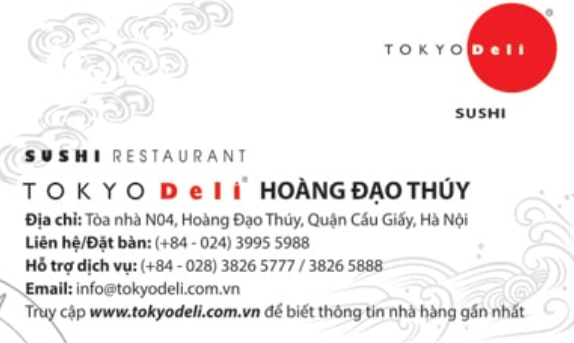 TOKYO Deli®
SUSHI
SUSHI RESTAURANT
TOKYO Deli® HOÀNG ĐẠO THÚY
Địa chỉ: Tòa nhà N04, Hoàng Đạo Thúy, Quận Cầu Giấy, Hà Nội
Liên hệ/Đặt bàn: (+84 - 024) 3995 5988
Hỗ trợ dịch vụ: (+84 - 028) 3826 5777 / 3826 5888
Email: info@tokyodeli.com.vn
Truy cập www.tokyodeli.com.vn để biết thông tin nhà hàng gần nhất